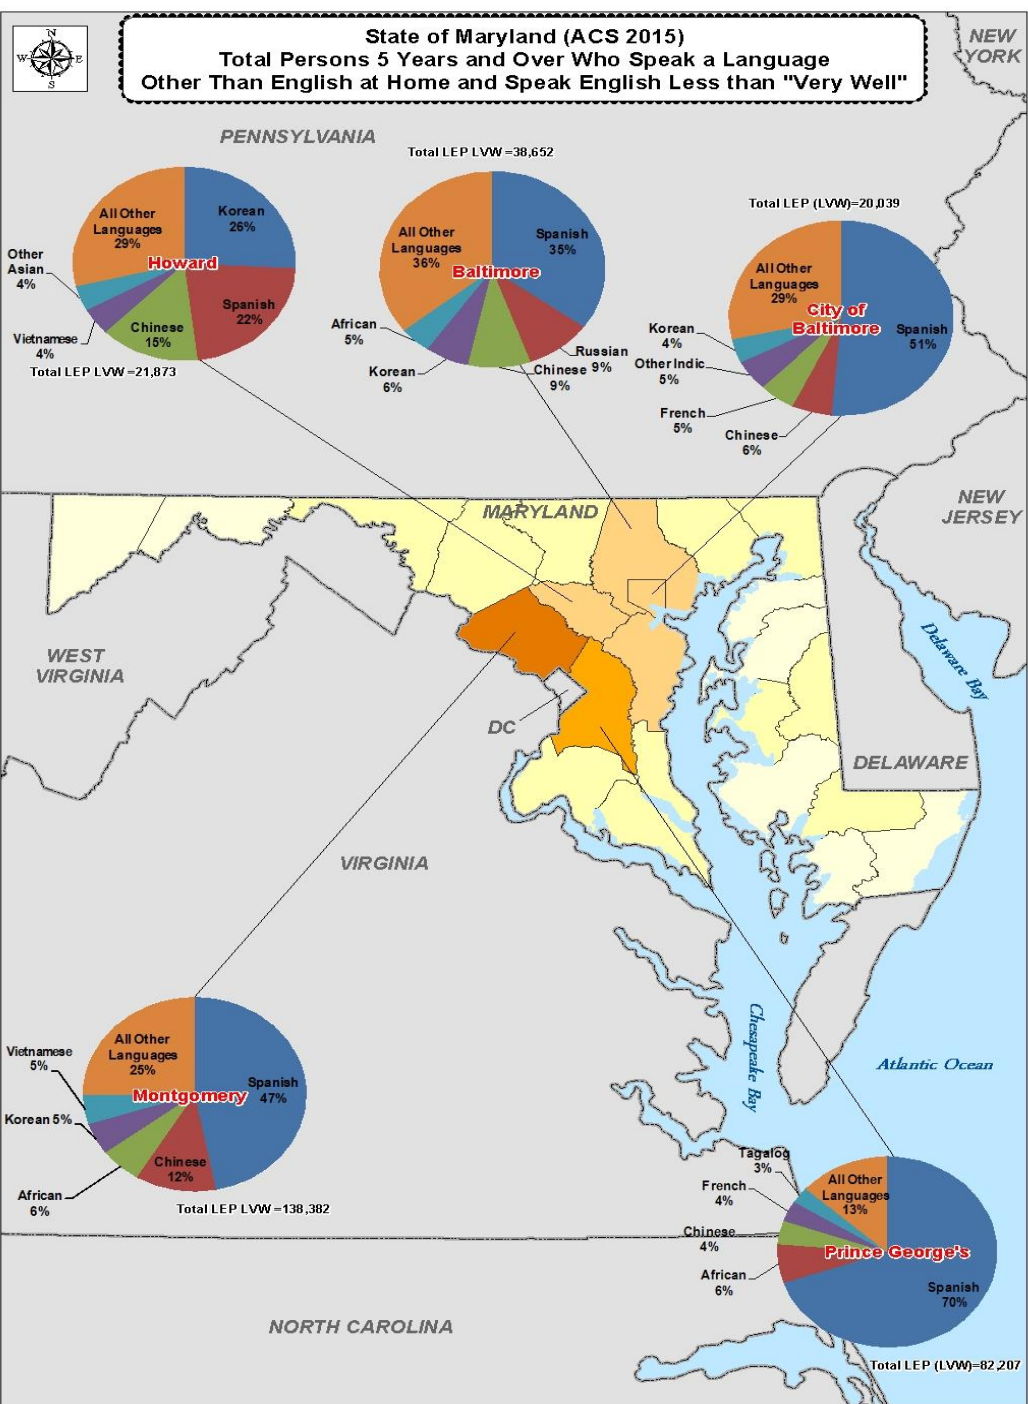 State of Maryland (ACS 2015)
Total Persons 5 Years and Over Who Speak a Language
Other Than English at Home and Speak English Less than "Very Well"
N
W E
S
NEW
YORK
PENNSYLVANIA
Total LEP LVW =38,652
All Other
Languages
29%
Korean
26%
Howard
Other
Asian
4%
Spanish
22%
Vietnamese
4%
Chinese
15%
Total LEP LVW =21,873
All Other
Languages
36%
Spanish
35%
Baltimore
African
5%
Russian
9%
Korean
6%
Chinese
9%
Total LEP (LVW)=20,039
All Other
Languages
29%
City of
Baltimore
Spanish
51%
Korean
4%
Other Indic
5%
French
5%
Chinese
6%
MARYLAND
NEW
JERSEY
WEST
VIRGINIA
Delaware Bay
DC
DELAWARE
VIRGINIA
Chesapeake Bay
Atlantic Ocean
All Other
Languages
25%
Vietnamese
5%
Spanish
47%
Montgomery
Korean 5%
Chinese
12%
African
6%
Total LEP LVW =138,382
Tagalog
3%
All Other
Languages
13%
French
4%
Chinese
4%
Prince George's
African
6%
Spanish
70%
NORTH CAROLINA
Total LEP (LVW)=82,207